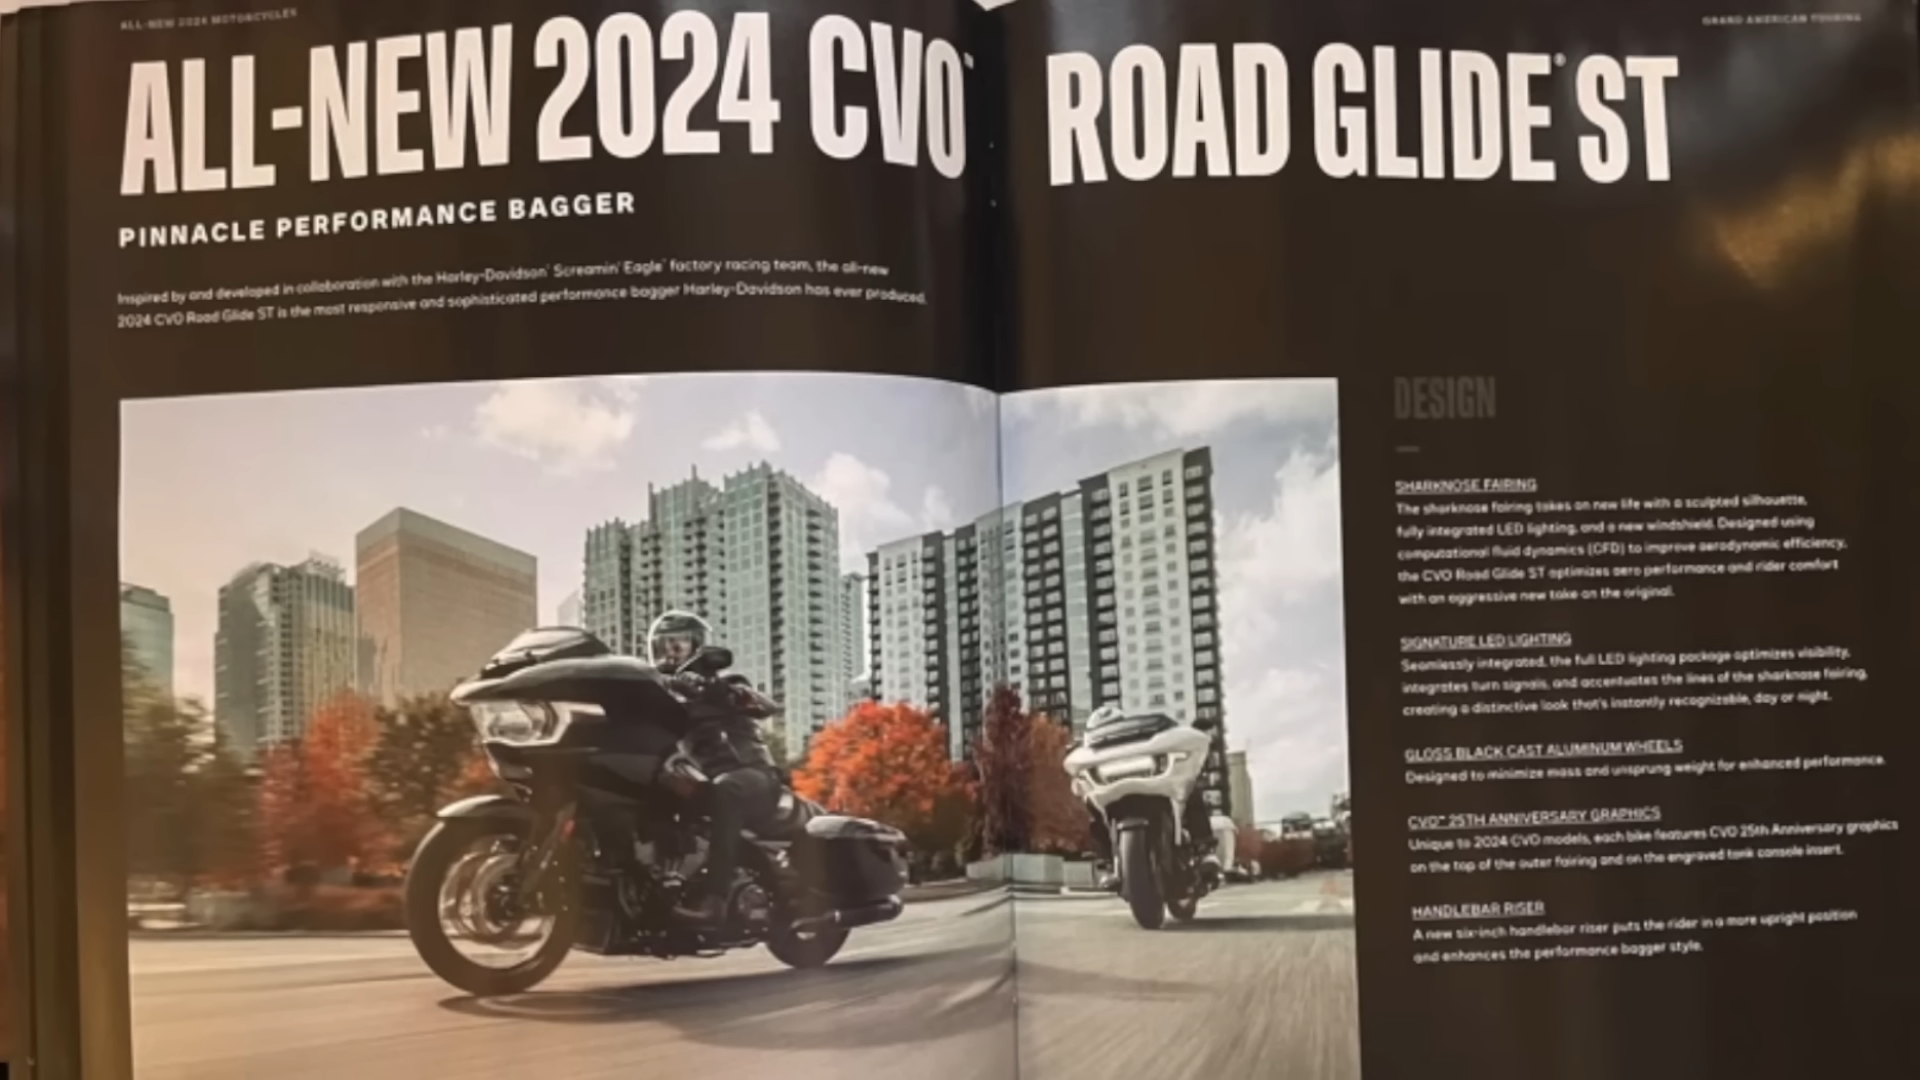 ALL-NEW 2024 MOTORCYCLES
GRAND AMERICAN TOURING
ALL-NEW 2024 CVO™ ROAD GLIDE® ST
PINNACLE PERFORMANCE BAGGER
Inspired by and developed in collaboration with the Harley-Davidson® Screamin' Eagle® factory racing team, the all-new
2024 CVO Road Glide ST is the most responsive and sophisticated performance bagger Harley-Davidson has ever produced.
DESIGN
SHARKNOSE FAIRING
The sharknose fairing takes on new life with a sculpted silhouette,
fully integrated LED lighting, and a new windshield. Designed using
computational fluid dynamics (CFD) to improve aerodynamic efficiency,
the CVO Road Glide ST optimizes aero performance and rider comfort
with an aggressive new take on the original.
SIGNATURE LED LIGHTING
Seamlessly integrated, the full LED lighting package optimizes visibility,
integrates turn signals, and accentuates the lines of the sharknose fairing,
creating a distinctive look that's instantly recognizable, day or night.
GLOSS BLACK CAST ALUMINUM WHEELS
Designed to minimize mass and unsprung weight for enhanced performance.
CVO™ 25TH ANNIVERSARY GRAPHICS
Unique to 2024 CVO models, each bike features CVO 25th Anniversary graphics
on the top of the outer fairing and on the engraved tank console insert.
HANDLEBAR RISER
A new six-inch handlebar riser puts the rider in a more upright position
and enhances the performance bagger style.